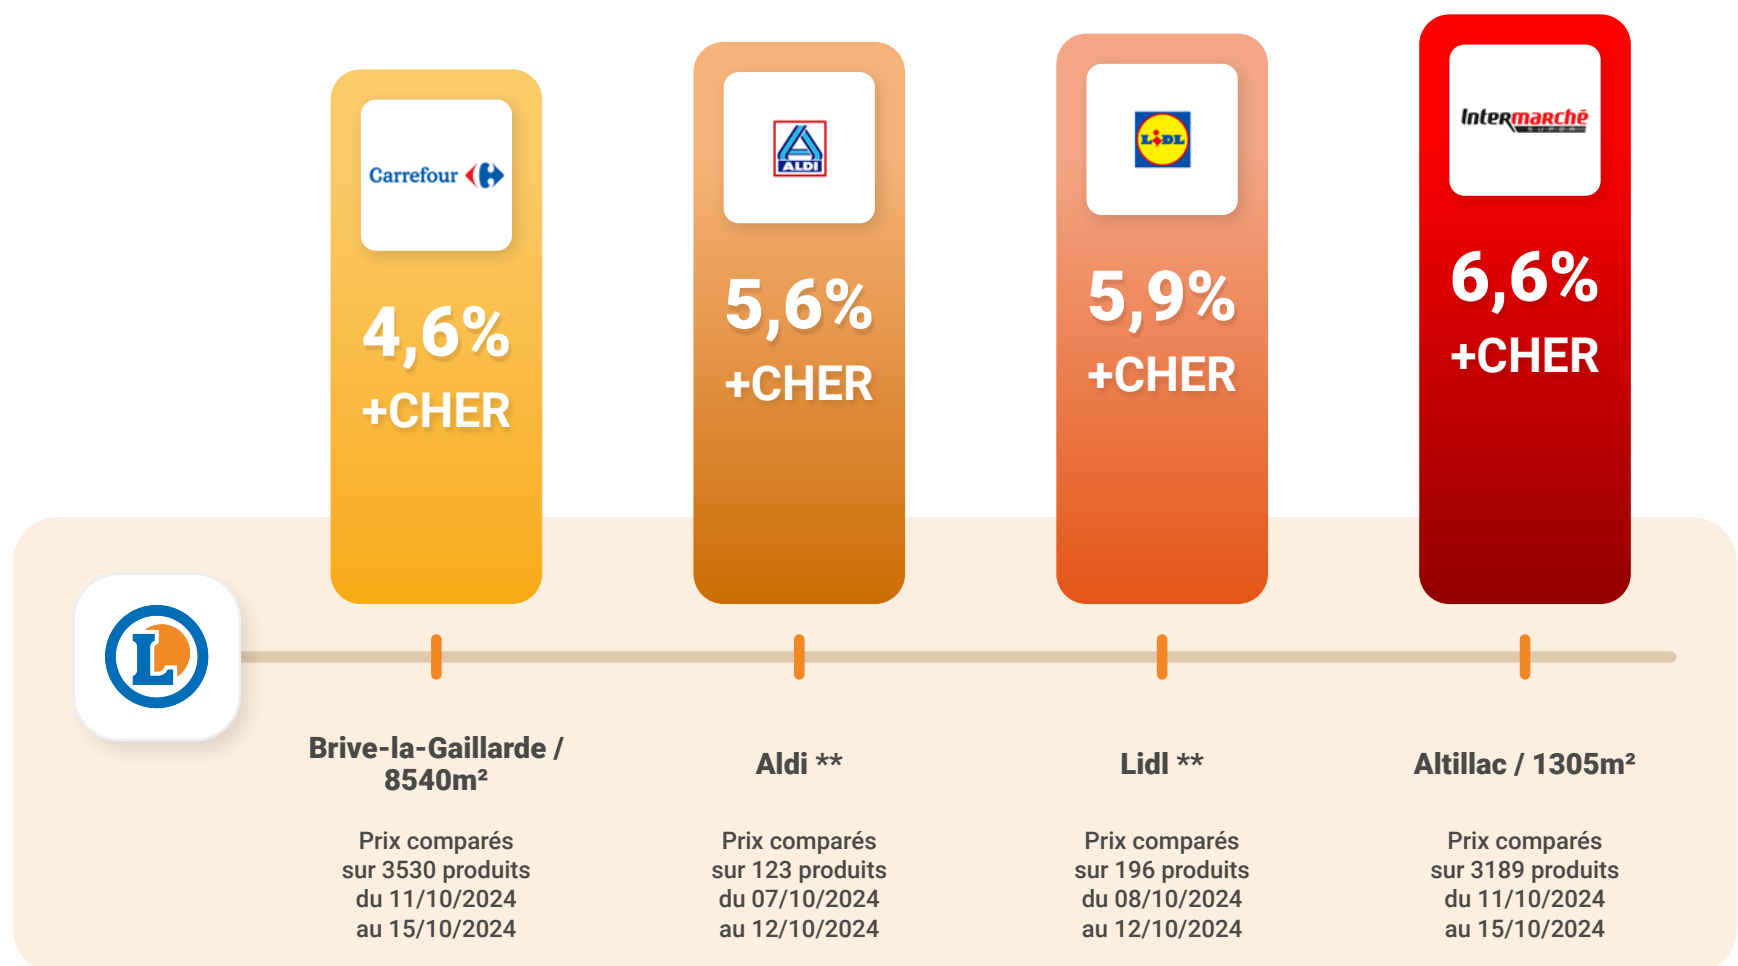 Carrefour
4,6%
+CHER
ALDI
5,6%
+CHER
LIDL
5,9%
+CHER
Intermarché
SUPER
6,6%
+CHER
L
Brive-la-Gaillarde /
8540m²
Prix comparés
sur 3530 produits
du 11/10/2024
au 15/10/2024
Aldi **
Prix comparés
sur 123 produits
du 07/10/2024
au 12/10/2024
Lidl **
Prix comparés
sur 196 produits
du 08/10/2024
au 12/10/2024
Altillac / 1305m²
Prix comparés
sur 3189 produits
du 11/10/2024
au 15/10/2024